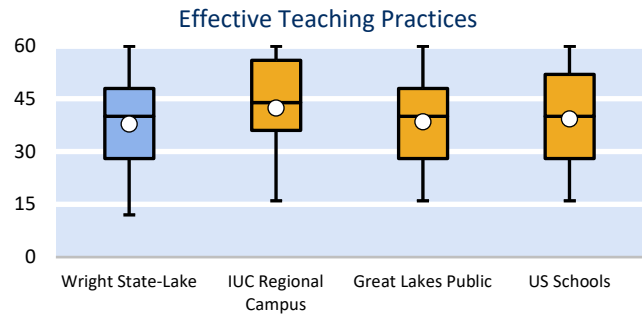 Effective Teaching Practices
60
45
30
15
0
Wright State-Lake
IUC Regional
Campus
Great Lakes Public
US Schools